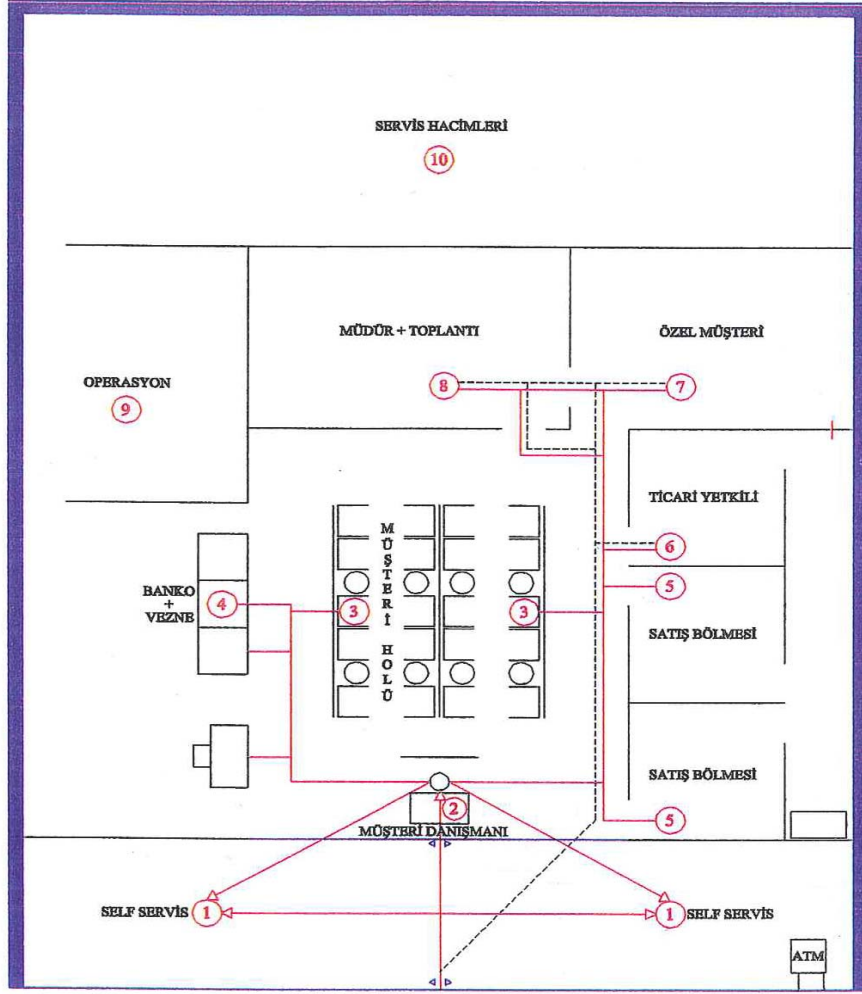 SERVİS HACİMLERİ
10
MÜDÜR + TOPLANTI
ÖZEL MÜŞTERİ
8
7
OPERASYON
9
TİCARİ YETKİLİ
6
5
MÜŞTERİ HOLÜ
BANKO
+
VEZNE
4
3
3
SATIŞ BÖLMESİ
SATIŞ BÖLMESİ
2
5
MÜŞTERİ DANIŞMANI
SELF SERVİS
1
1
SELF SERVİS
ATM